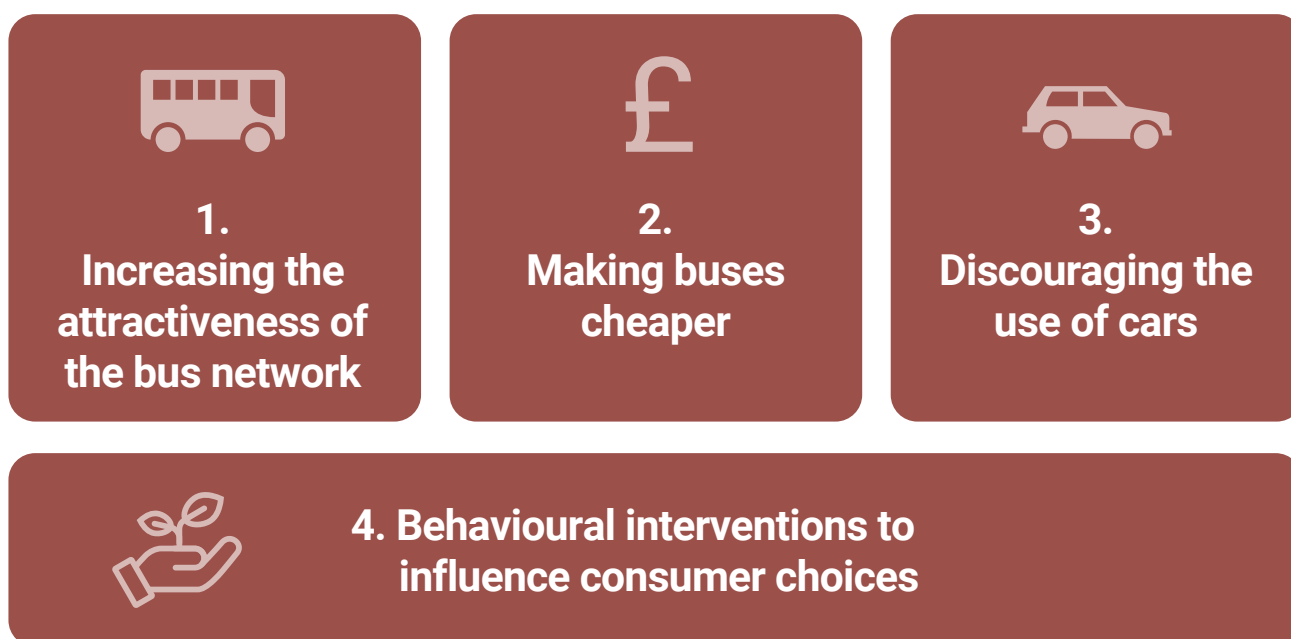 £
1.
Increasing the
attractiveness of
the bus network
2.
Making buses
cheaper
3.
Discouraging the
use of cars
4. Behavioural interventions to
influence consumer choices